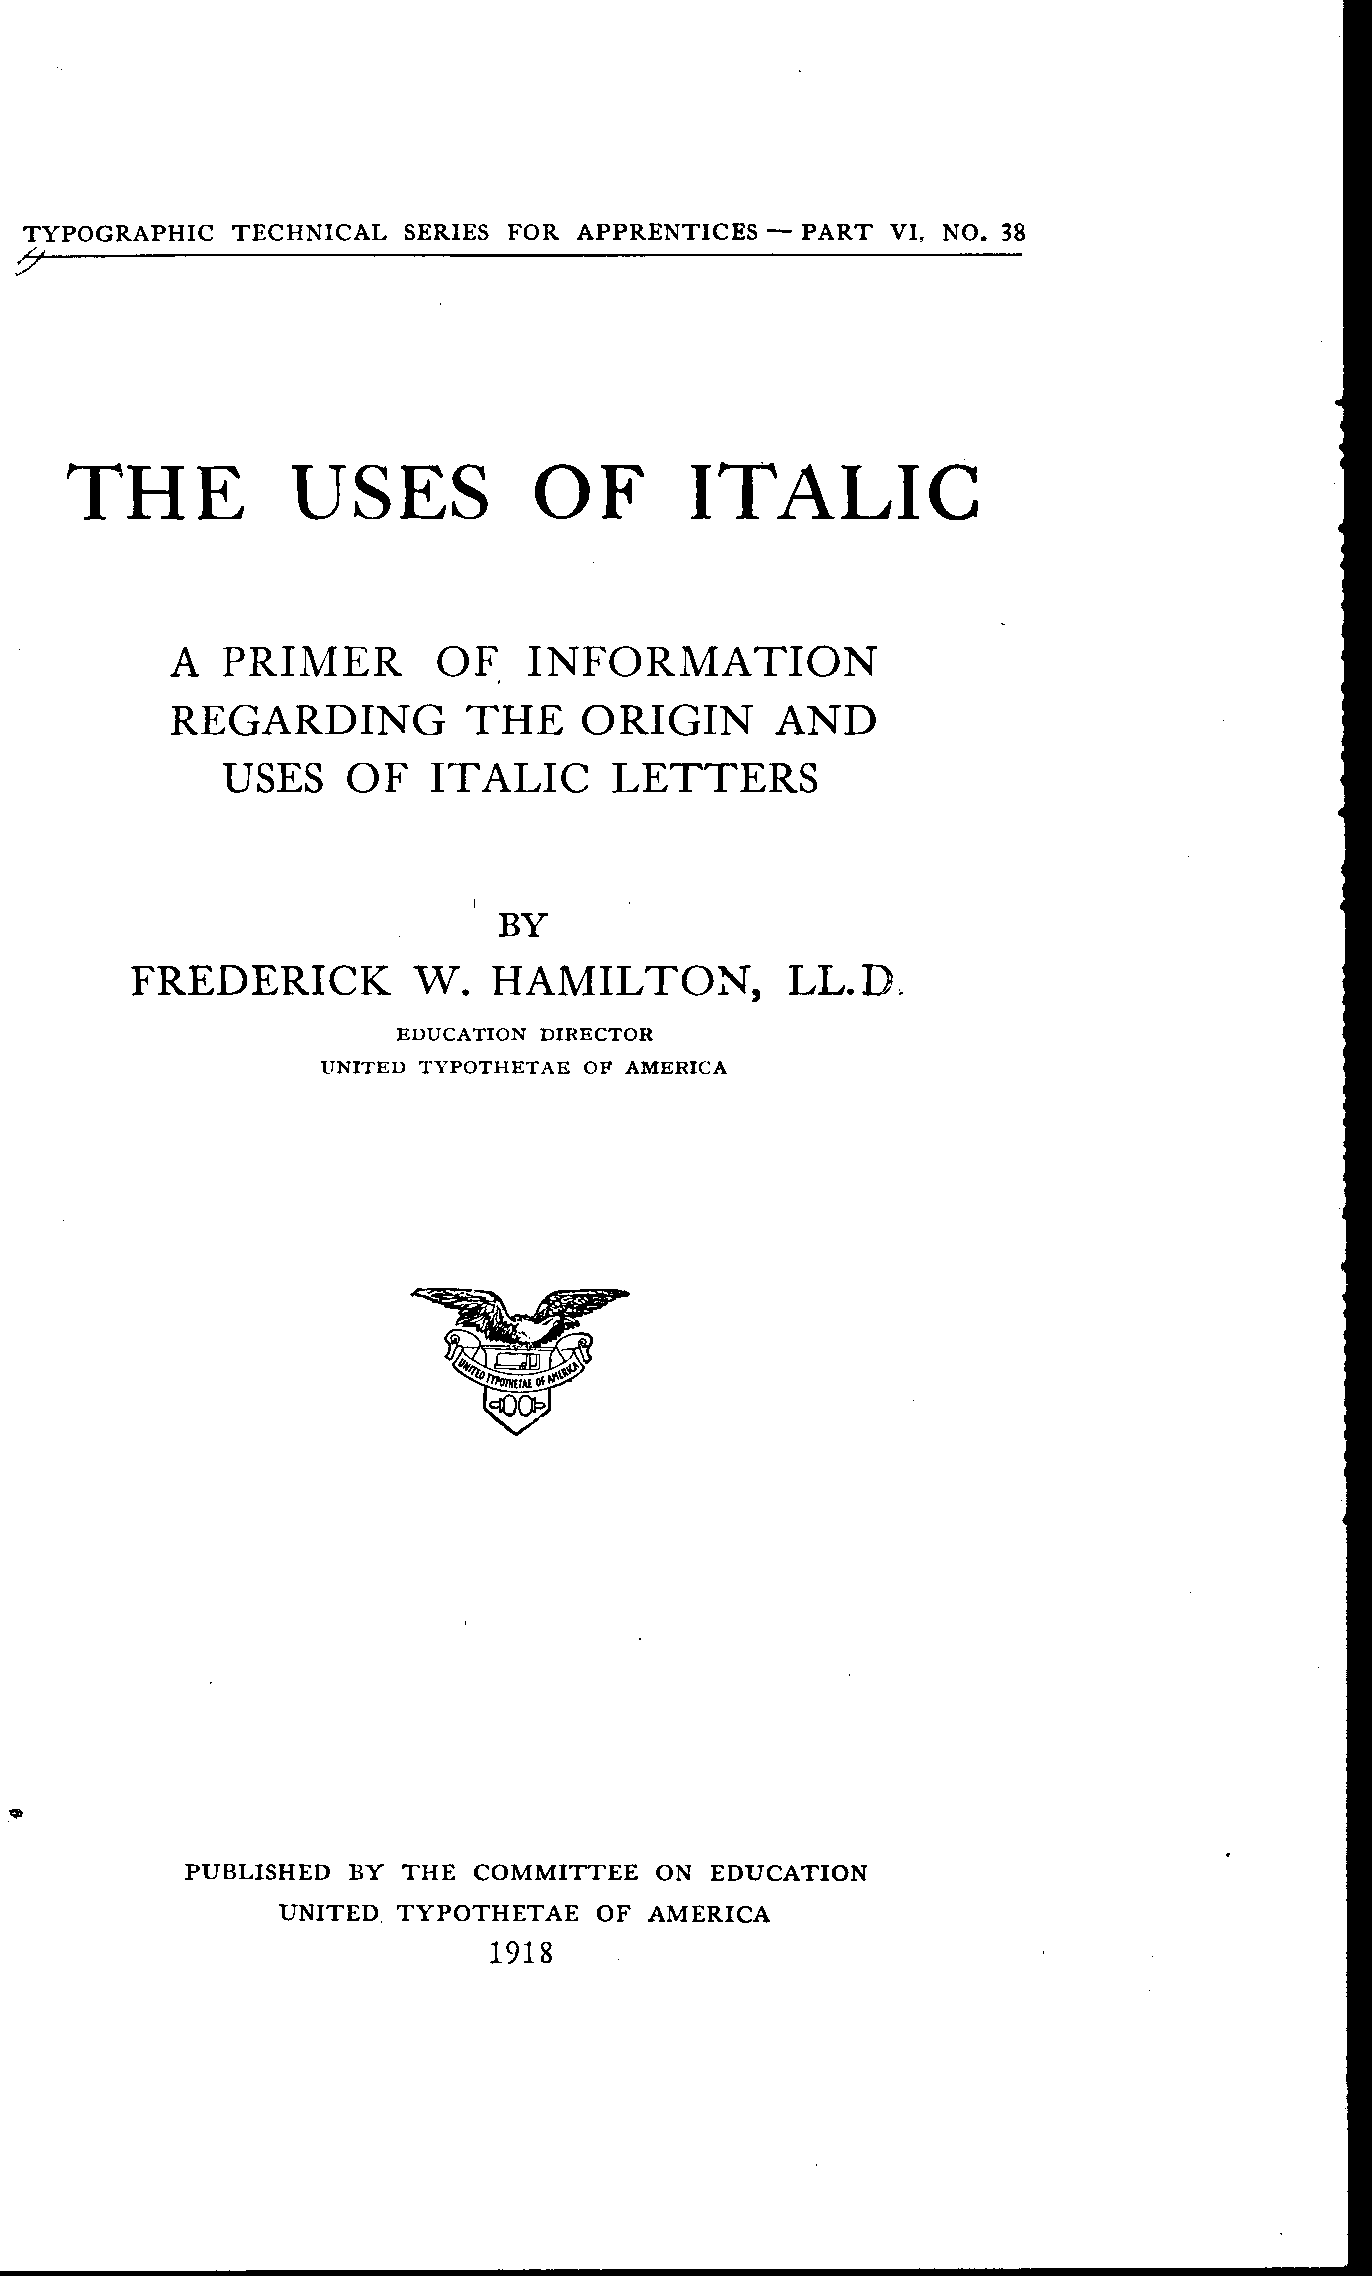 TYPOGRAPHIC TECHNICAL SERIES FOR APPRENTICES — PART VI, NO. 38
THE USES OF ITALIC
A PRIMER OF INFORMATION
REGARDING THE ORIGIN AND
USES OF ITALIC LETTERS
BY
FREDERICK W. HAMILTON, LL.D.
EDUCATION DIRECTOR
UNITED TYPOTHETAE OF AMERICA
UNITED TYPOTHETAE OF AMERICA
PUBLISHED BY THE COMMITTEE ON EDUCATION
UNITED TYPOTHETAE OF AMERICA
1918